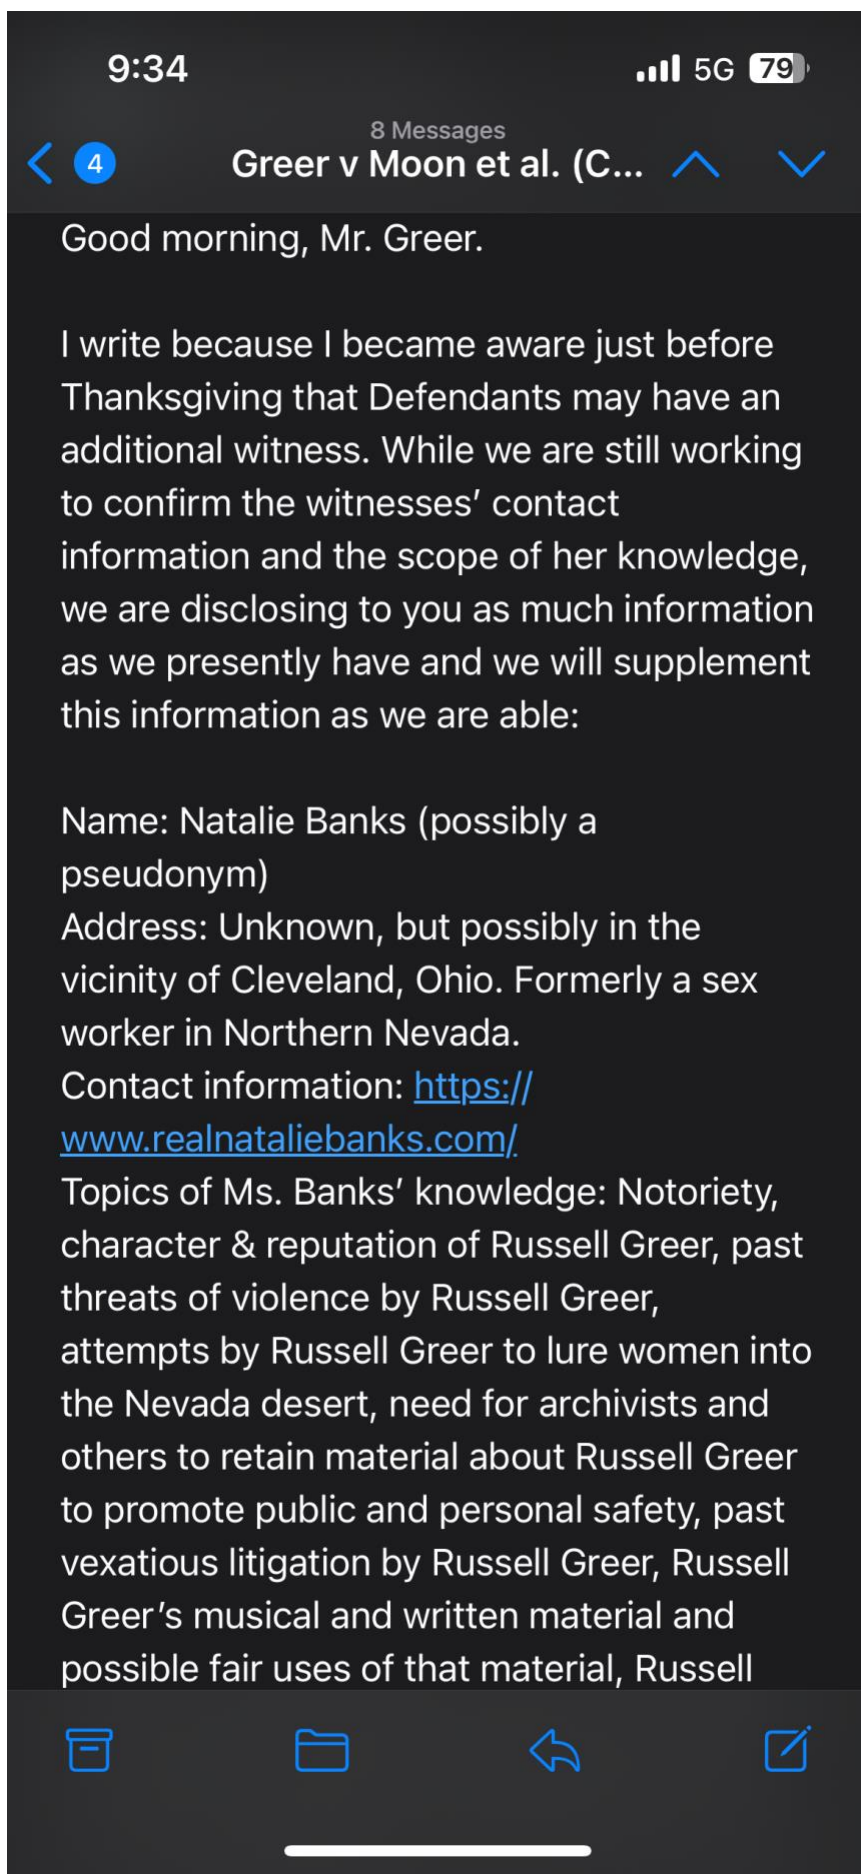 9:34
5G 79
8 Messages
4
Greer v Moon et al. (C...
Good morning, Mr. Greer.
I write because I became aware just before
Thanksgiving that Defendants may have an
additional witness. While we are still working
to confirm the witnesses’ contact
information and the scope of her knowledge,
we are disclosing to you as much information
as we presently have and we will supplement
this information as we are able:
Name: Natalie Banks (possibly a
pseudonym)
Address: Unknown, but possibly in the
vicinity of Cleveland, Ohio. Formerly a sex
worker in Northern Nevada.
Contact information: https://
www.realnataliebanks.com/
Topics of Ms. Banks’ knowledge: Notoriety,
character & reputation of Russell Greer, past
threats of violence by Russell Greer,
attempts by Russell Greer to lure women into
the Nevada desert, need for archivists and
others to retain material about Russell Greer
to promote public and personal safety, past
vexatious litigation by Russell Greer, Russell
Greer’s musical and written material and
possible fair uses of that material, Russell